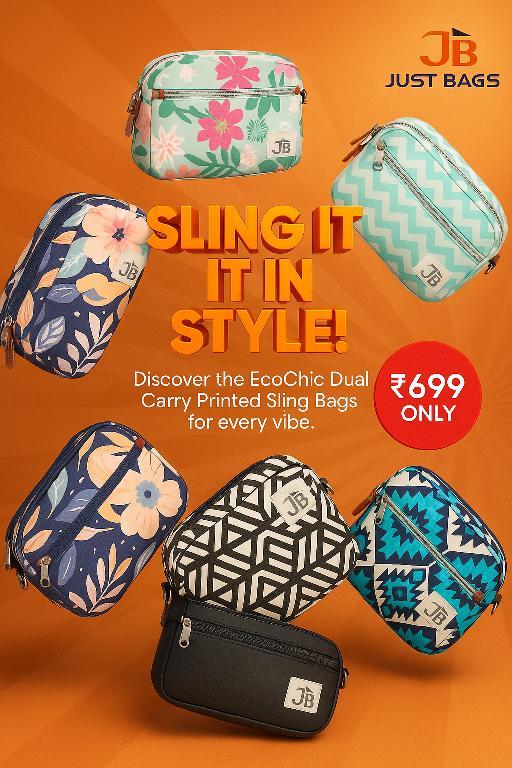 JB
JUST BAGS
JB
JB
JB
SLING IT
IT IN
STYLE!
Discover the EcoChic Dual
Carry Printed Sling Bags
for every vibe.
₹699
ONLY
JB
JB
JB